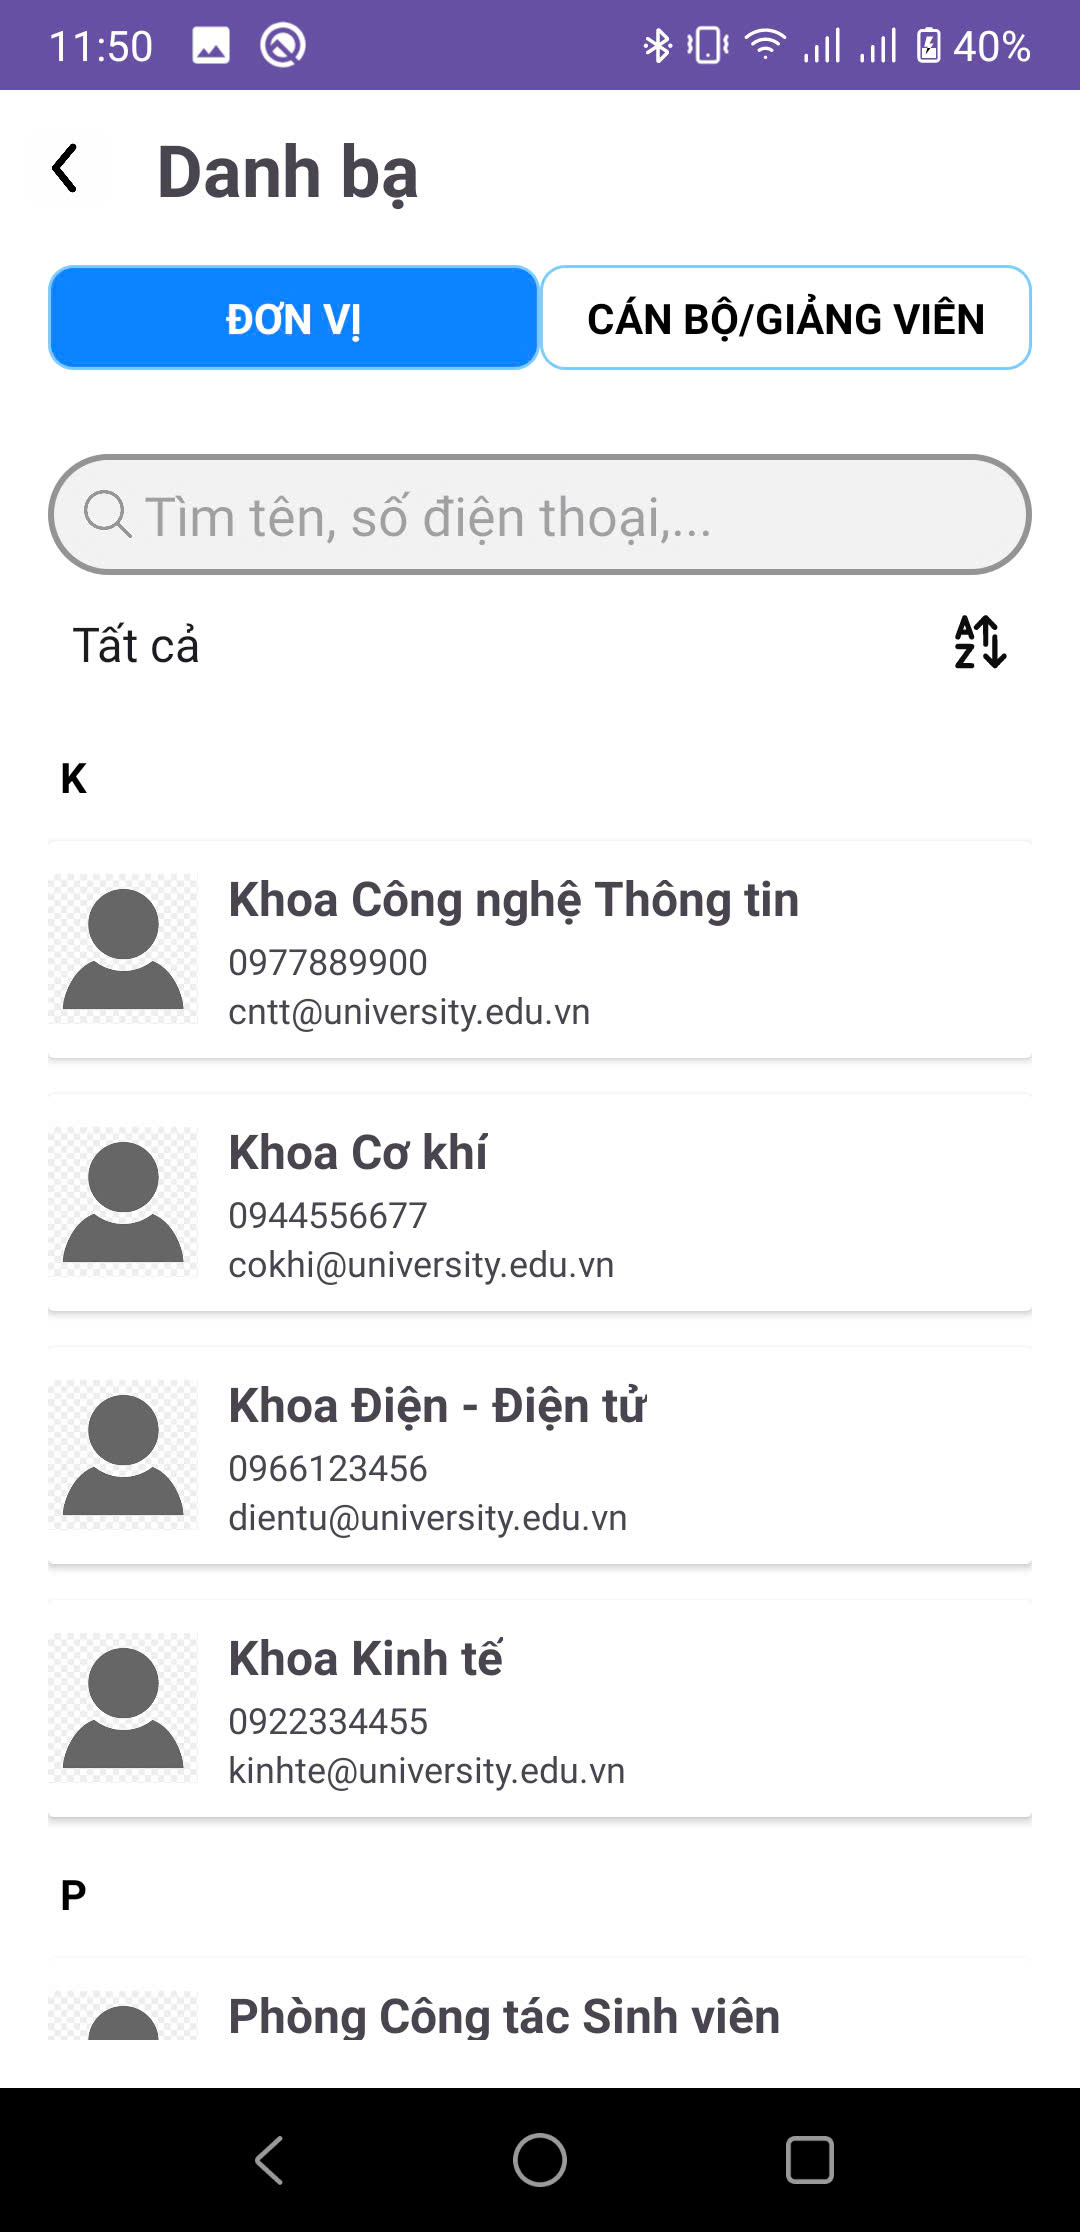 11:50
40%
Danh bạ
ĐƠN VỊ
CÁN BỘ/GIẢNG VIÊN
Tìm tên, số điện thoại,...
Tất cả
A
Z
K
Khoa Công nghệ Thông tin
0977889900
cntt@university.edu.vn
Khoa Cơ khí
0944556677
cokhi@university.edu.vn
Khoa Điện - Điện tử
0966123456
dientu@university.edu.vn
Khoa Kinh tế
0922334455
kinhte@university.edu.vn
P
Phòng Công tác Sinh viên